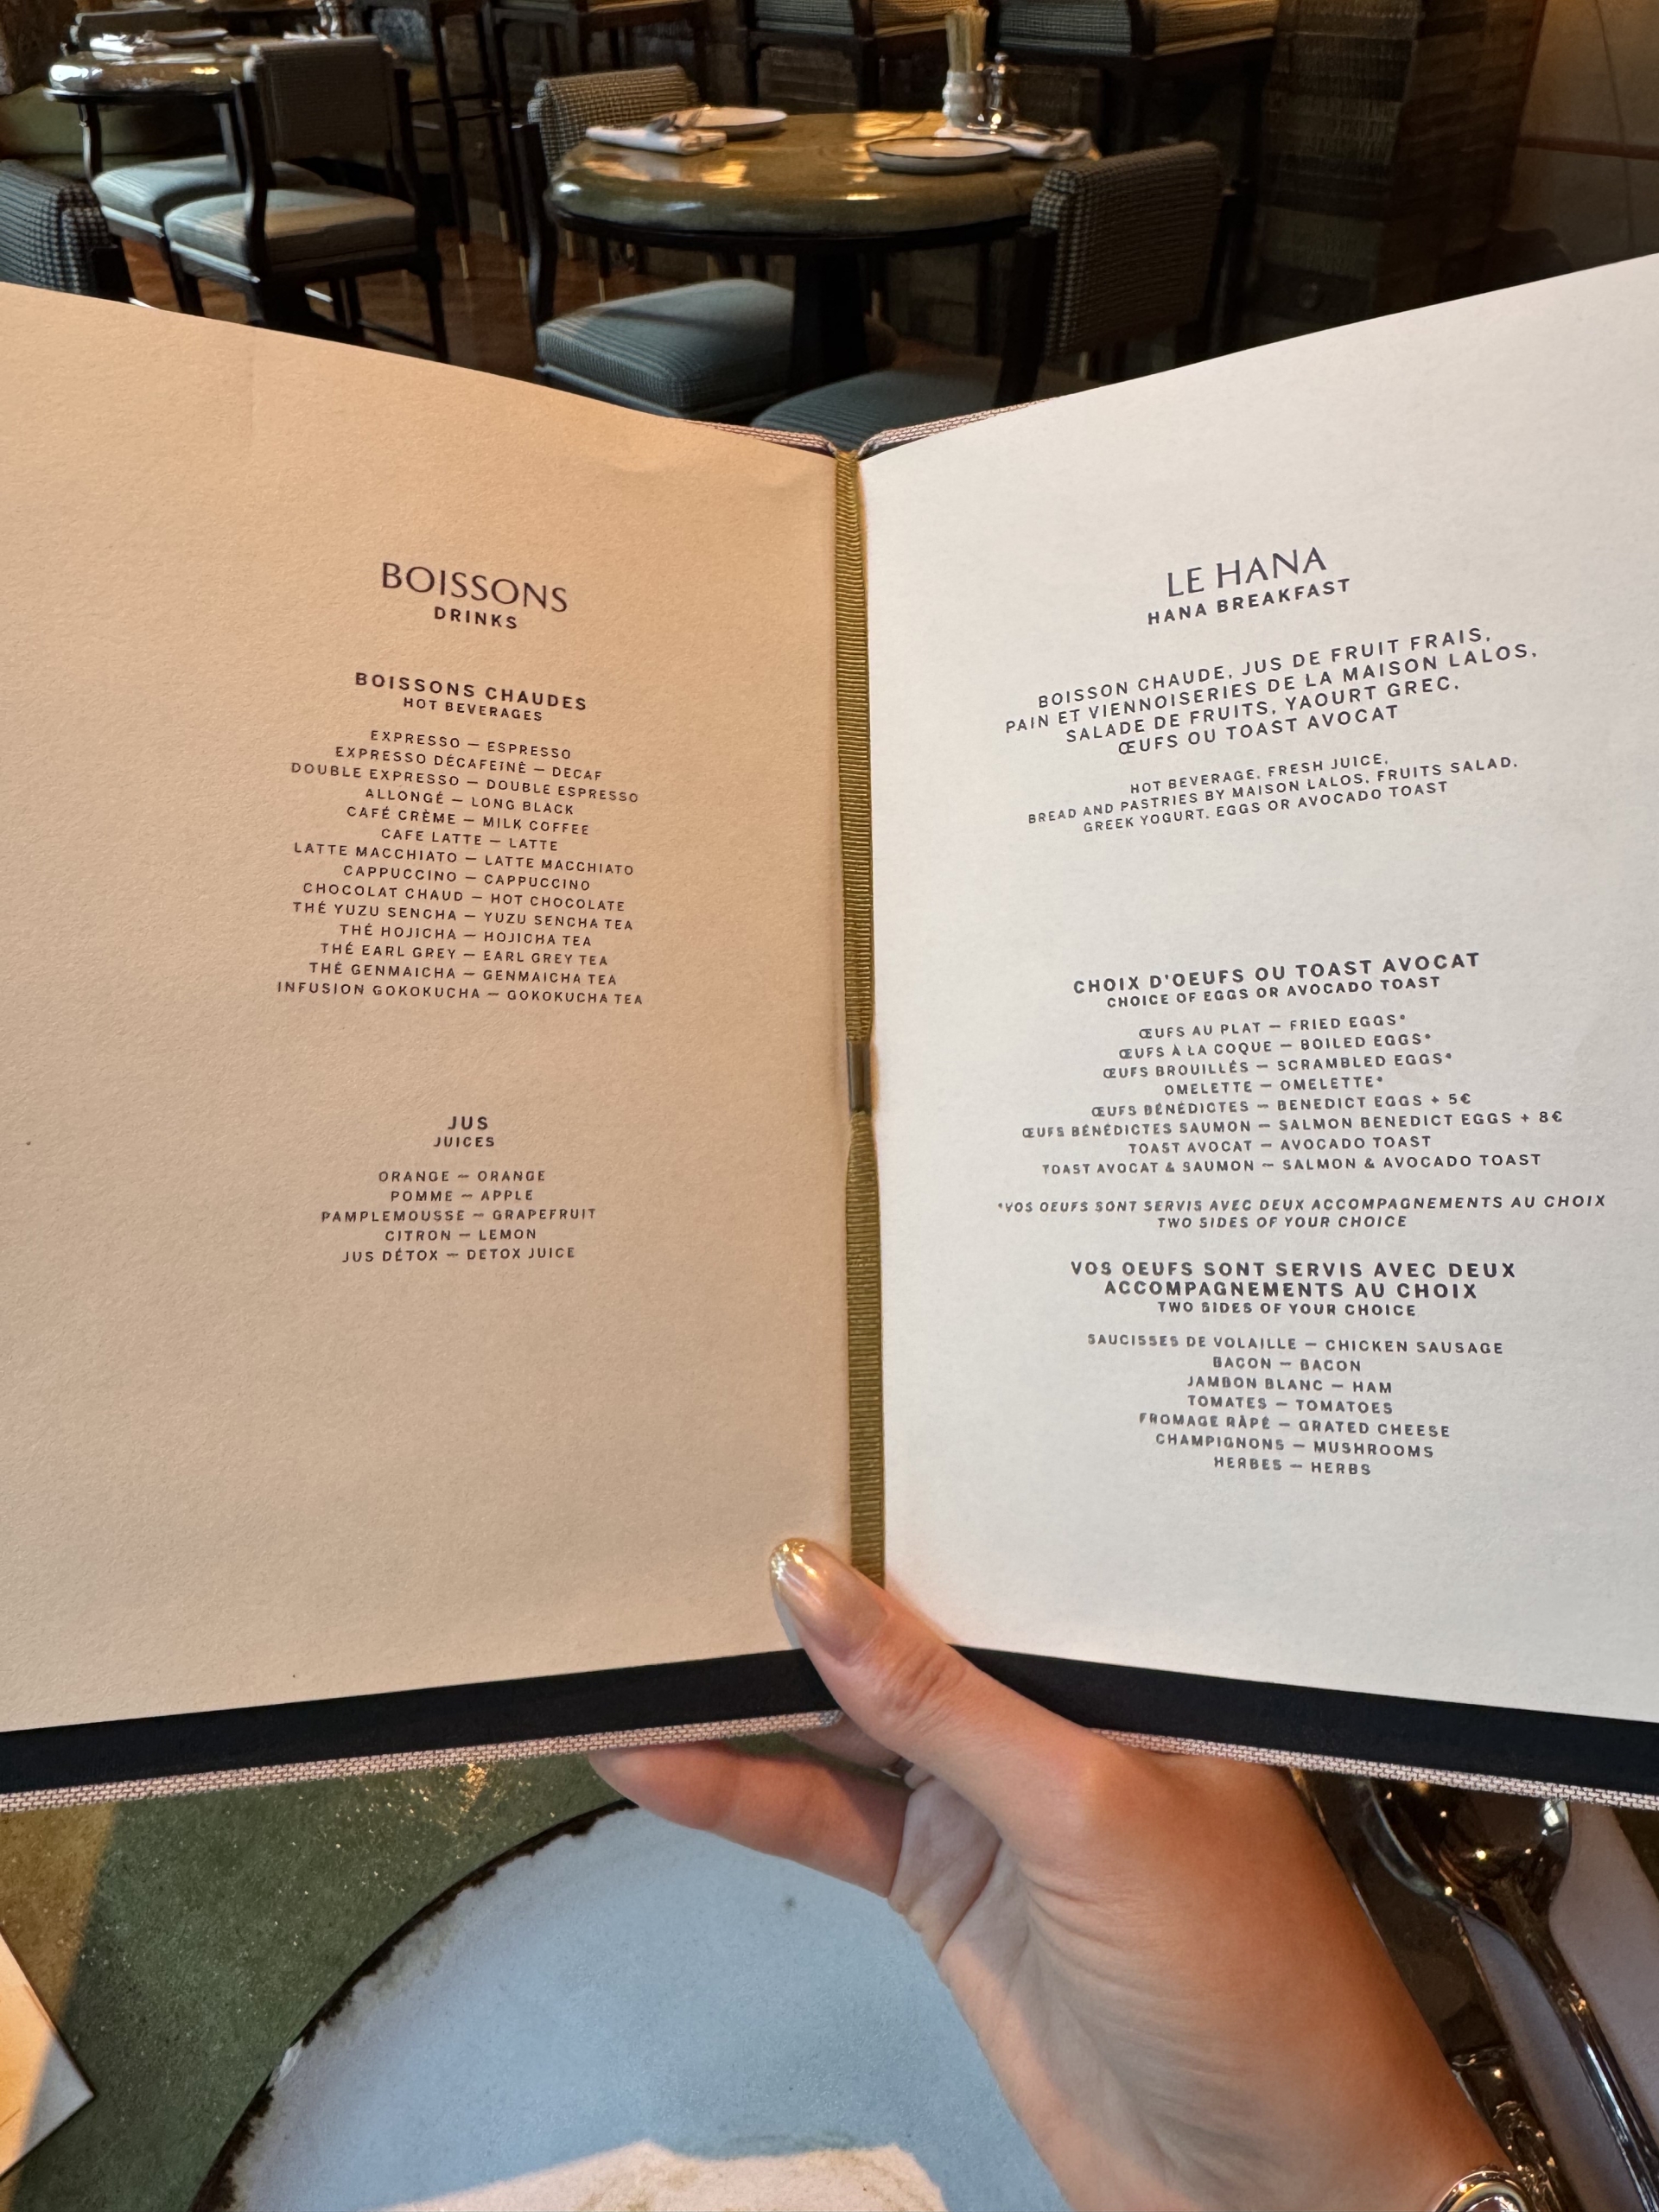 BOISSONS
DRINKS
BOISSONS CHAUDES
HOT BEVERAGES
EXPRESSO — ESPRESSO
EXPRESSO DÉCAFEINÉ — DECAF
DOUBLE EXPRESSO — DOUBLE ESPRESSO
ALLONGÉ — LONG BLACK
CAFÉ CRÈME — MILK COFFEE
CAFE LATTE — LATTE
LATTE MACCHIATO — LATTE MACCHIATO
CAPPUCCINO — CAPPUCCINO
CHOCOLAT CHAUD — HOT CHOCOLATE
THÉ YUZU SENCHA — YUZU SENCHA TEA
THÉ HOJICHA — HOJICHA TEA
THÉ EARL GREY — EARL GREY TEA
THÉ GENMAICHA — GENMAICHA TEA
INFUSION GOKOKUCHA — GOKOKUCHA TEA
JUS
JUICES
ORANGE — ORANGE
POMME — APPLE
PAMPLEMOUSSE — GRAPEFRUIT
CITRON — LEMON
JUS DÉTOX — DETOX JUICE
LE HANA
HANA BREAKFAST
BOISSON CHAUDE, JUS DE FRUIT FRAIS,
PAIN ET VIENNOISERIES DE LA MAISON LALOS,
SALADE DE FRUITS, YAOURT GREC,
ŒUFS OU TOAST AVOCAT
HOT BEVERAGE, FRESH JUICE,
BREAD AND PASTRIES BY MAISON LALOS, FRUITS SALAD,
GREEK YOGURT, EGGS OR AVOCADO TOAST
CHOIX D'OEUFS OU TOAST AVOCAT
CHOICE OF EGGS OR AVOCADO TOAST
ŒUFS AU PLAT — FRIED EGGS*
ŒUFS À LA COQUE — BOILED EGGS*
ŒUFS BROUILLÉS — SCRAMBLED EGGS*
OMELETTE — OMELETTE*
ŒUFS BÉNÉDICTES — BENEDICT EGGS + 5€
ŒUFS BÉNÉDICTES SAUMON — SALMON BENEDICT EGGS + 8€
TOAST AVOCAT — AVOCADO TOAST
TOAST AVOCAT & SAUMON — SALMON & AVOCADO TOAST
*VOS OEUFS SONT SERVIS AVEC DEUX ACCOMPAGNEMENTS AU CHOIX
TWO SIDES OF YOUR CHOICE
VOS OEUFS SONT SERVIS AVEC DEUX
ACCOMPAGNEMENTS AU CHOIX
TWO SIDES OF YOUR CHOICE
SAUCISSES DE VOLAILLE — CHICKEN SAUSAGE
BACON — BACON
JAMBON BLANC — HAM
TOMATES — TOMATOES
FROMAGE RÂPÉ — GRATED CHEESE
CHAMPIGNONS — MUSHROOMS
HERBES — HERBS